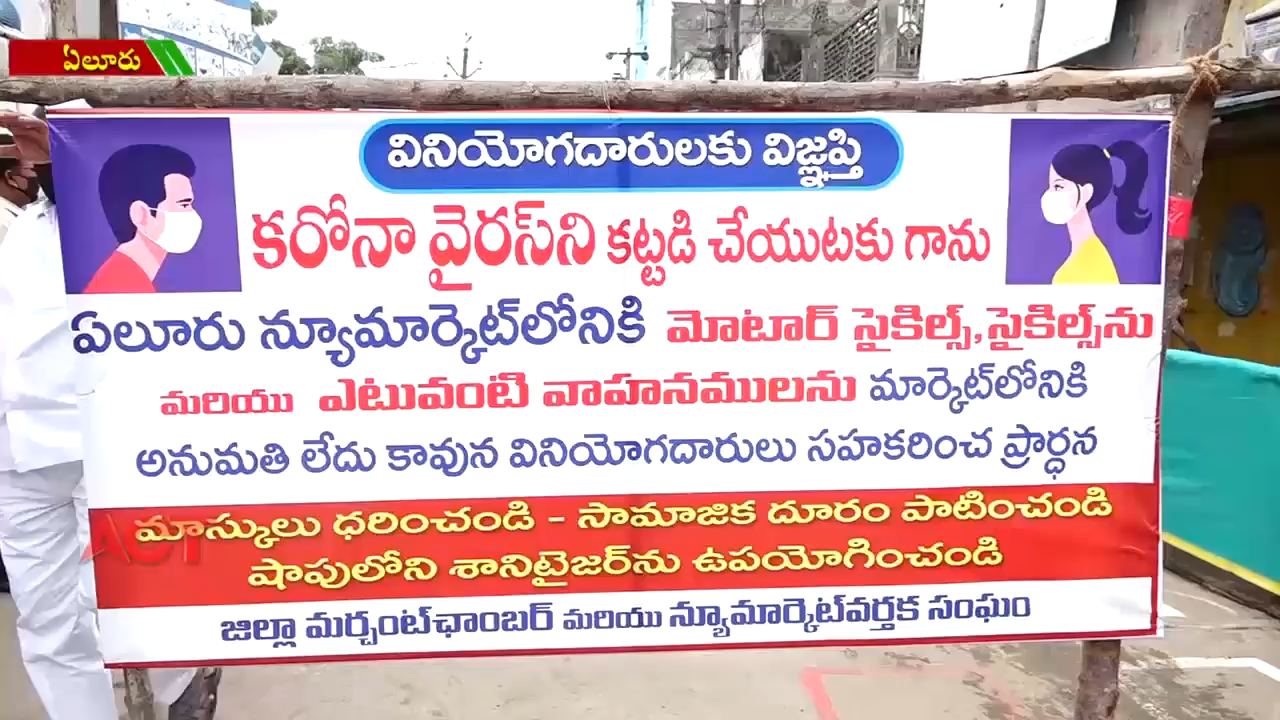 ఏలూరు
వినియోగదారులకు విజ్ఞప్తి
కరోనా వైరస్‌ని కట్టడి చేయుటకు గాను
ఏలూరు న్యూమార్కెట్‌లోనికి మోటార్ సైకిల్స్, సైకిల్స్‌ను
మరియు ఎటువంటి వాహనములను మార్కెట్‌లోనికి
అనుమతి లేదు కావున వినియోగదారులు సహకరించ ప్రార్ధన
మాస్కులు ధరించండి - సామాజిక దూరం పాటించండి
షాపులోని శానిటైజర్‌ను ఉపయోగించండి
జిల్లా మర్చంట్‌ఛాంబర్ మరియు న్యూమార్కెట్‌వర్తక సంఘం